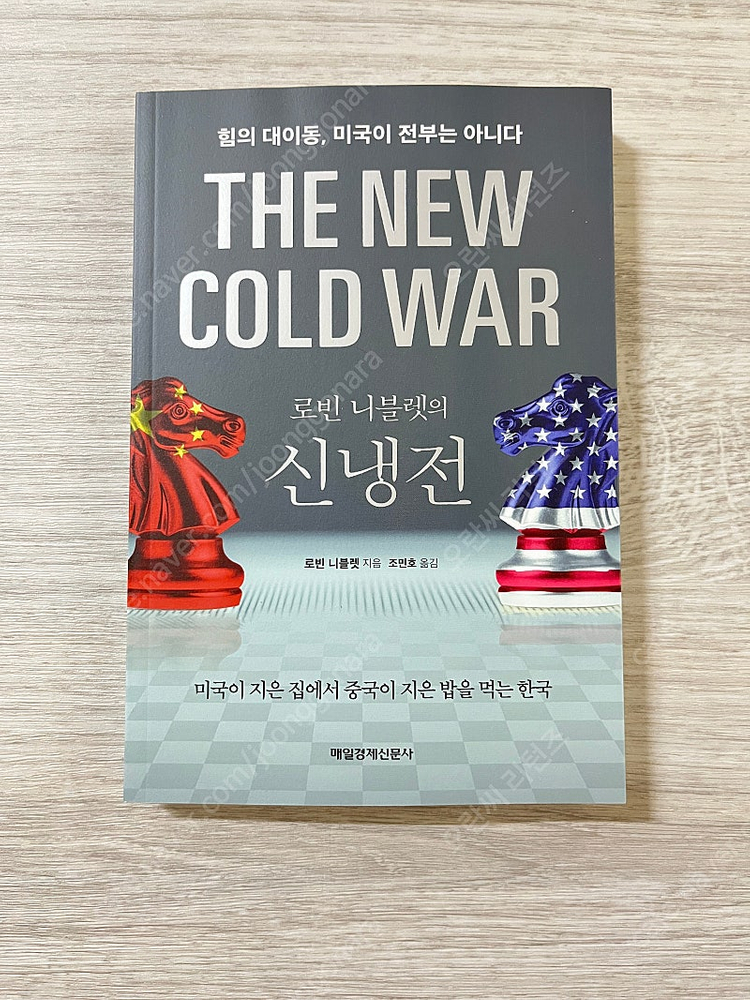 힘의 대이동, 미국이 전부는 아니다
THE NEW
COLD WAR
로빈 니블렛의
신냉전
로빈 니블렛 지음 조민호 옮김
미국이 지은 집에서 중국이 지은 밥을 먹는 한국
매일경제신문사